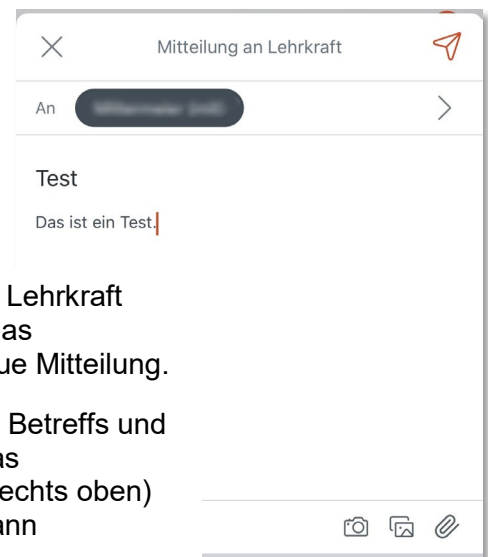 Mitteilung an Lehrkraft
An
Test
Das ist ein Test.
Lehrkraft
as
ue Mitteilung.
Betreffs und
as
echts oben)
ann